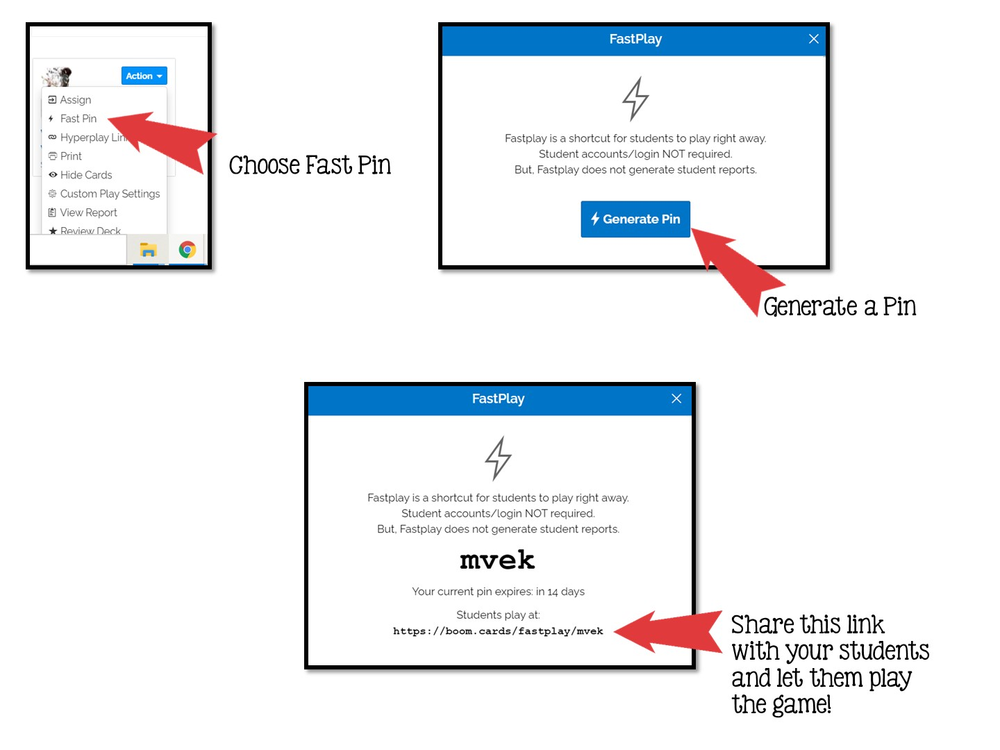 Action
Assign
Fast Pin
Hyperplay Lin
Print
Hide Cards
Custom Play Settings
View Report
Review Deck
Choose Fast Pin
FastPlay
Fastplay is a shortcut for students to play right away.
Student accounts/login NOT required.
But, Fastplay does not generate student reports.
Generate Pin
Generate a Pin
FastPlay
Fastplay is a shortcut for students to play right away.
Student accounts/login NOT required.
But, Fastplay does not generate student reports.
mvek
Your current pin expires: in 14 days
Students play at:
https://boom.cards/fastplay/mvek
Share this link
with your students
and let them play
the game!